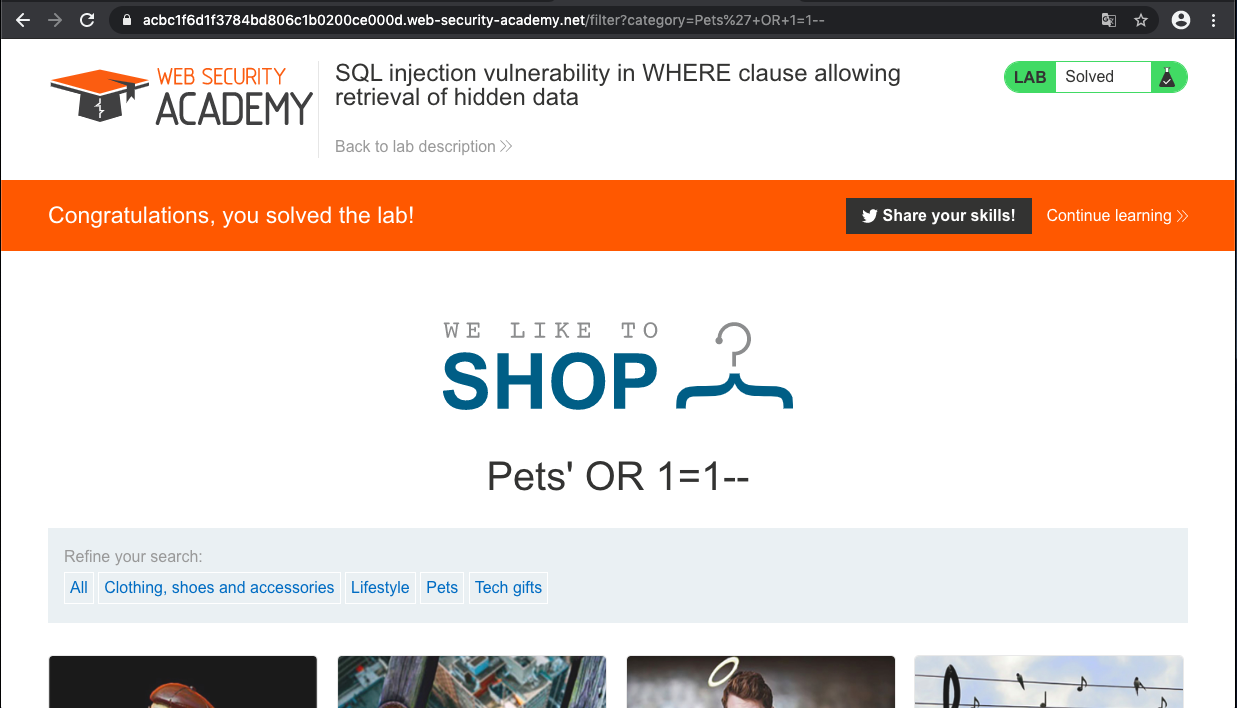 acbc1f6d1f3784bd806c1b0200ce000d.web-security-academy.net/filter?category=Pets%27+OR+1=1--
WEB SECURITY
ACADEMY
SQL injection vulnerability in WHERE clause allowing
retrieval of hidden data
Back to lab description
LAB Solved
Congratulations, you solved the lab!
Share your skills! Continue learning
WE LIKE TO
SHOP
Pets' OR 1=1--
Refine your search:
All Clothing, shoes and accessories Lifestyle Pets Tech gifts